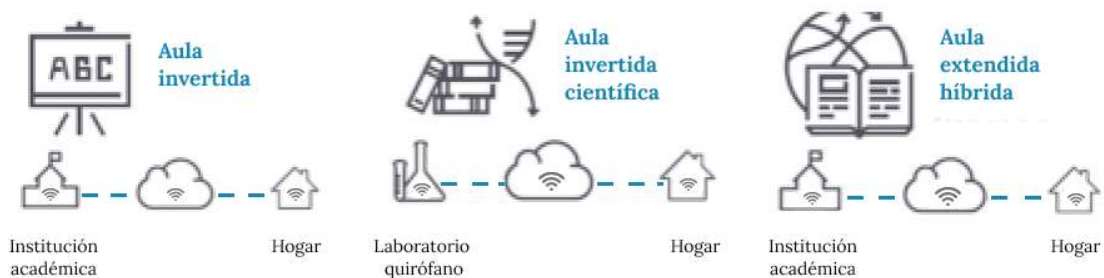 ABC
Aula
invertida
Aula
invertida
científica
Aula
extendida
híbrida
Institución
académica
Hogar
Laboratorio
quirófano
Hogar
Institución
académica
Hogar